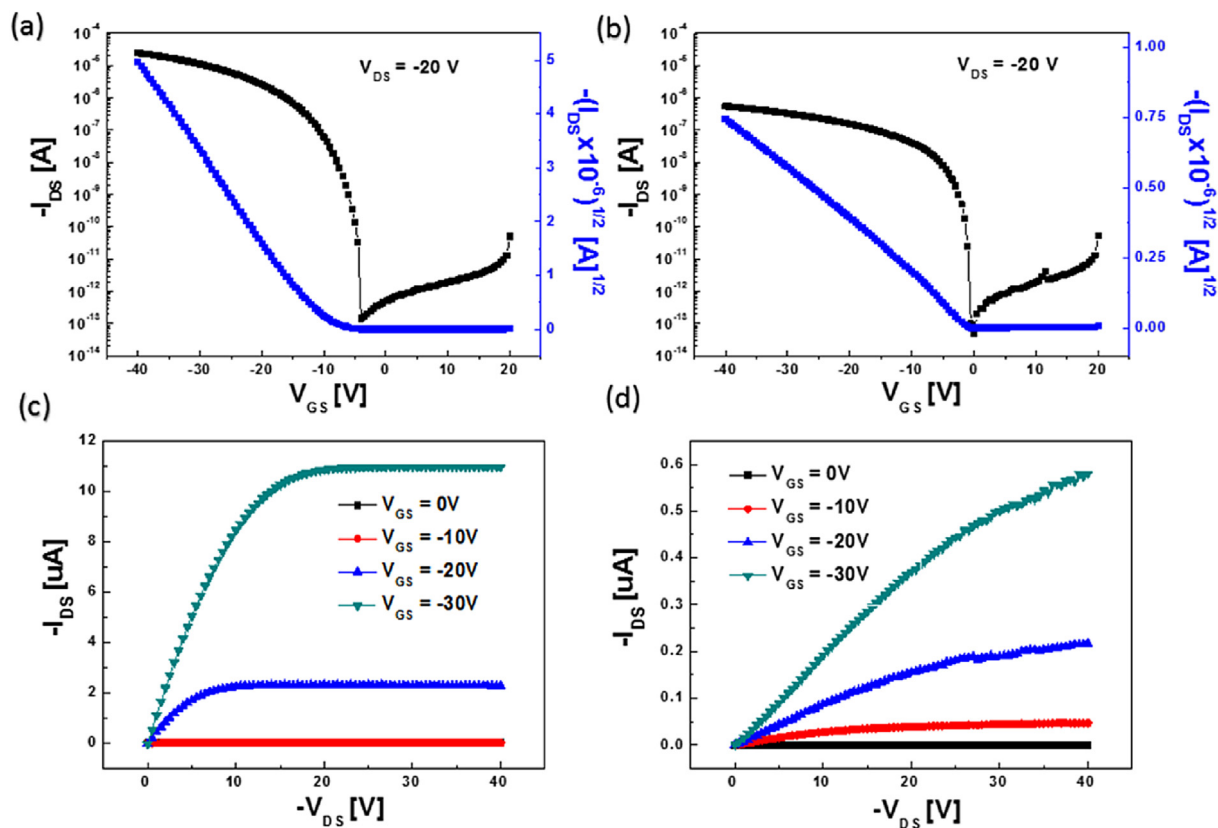 (a)
10⁻⁴
10⁻⁵
10⁻⁶
10⁻⁷
10⁻⁸
10⁻⁹
10⁻¹⁰
10⁻¹¹
10⁻¹²
10⁻¹³
10⁻¹⁴
-I_DS [A]
V_DS = -20 V
5
4
3
2
1
0
-(I_DS x10⁻⁶)^1/2 [A]^1/2
-40 -30 -20 -10 0 10 20
V_GS [V]
(b)
10⁻⁴
10⁻⁵
10⁻⁶
10⁻⁷
10⁻⁸
10⁻⁹
10⁻¹⁰
10⁻¹¹
10⁻¹²
10⁻¹³
10⁻¹⁴
-I_DS [A]
V_DS = -20 V
1.00
0.75
0.50
0.25
0.00
-(I_DS x10⁻⁶)^1/2 [A]^1/2
-40 -30 -20 -10 0 10 20
V_GS [V]
(c)
12
10
8
6
4
2
0
-I_DS [uA]
V_GS = 0V
V_GS = -10V
V_GS = -20V
V_GS = -30V
0 10 20 30 40
-V_DS [V]
(d)
0.6
0.5
0.4
0.3
0.2
0.1
0.0
-I_DS [uA]
V_GS = 0V
V_GS = -10V
V_GS = -20V
V_GS = -30V
0 10 20 30 40
-V_DS [V]